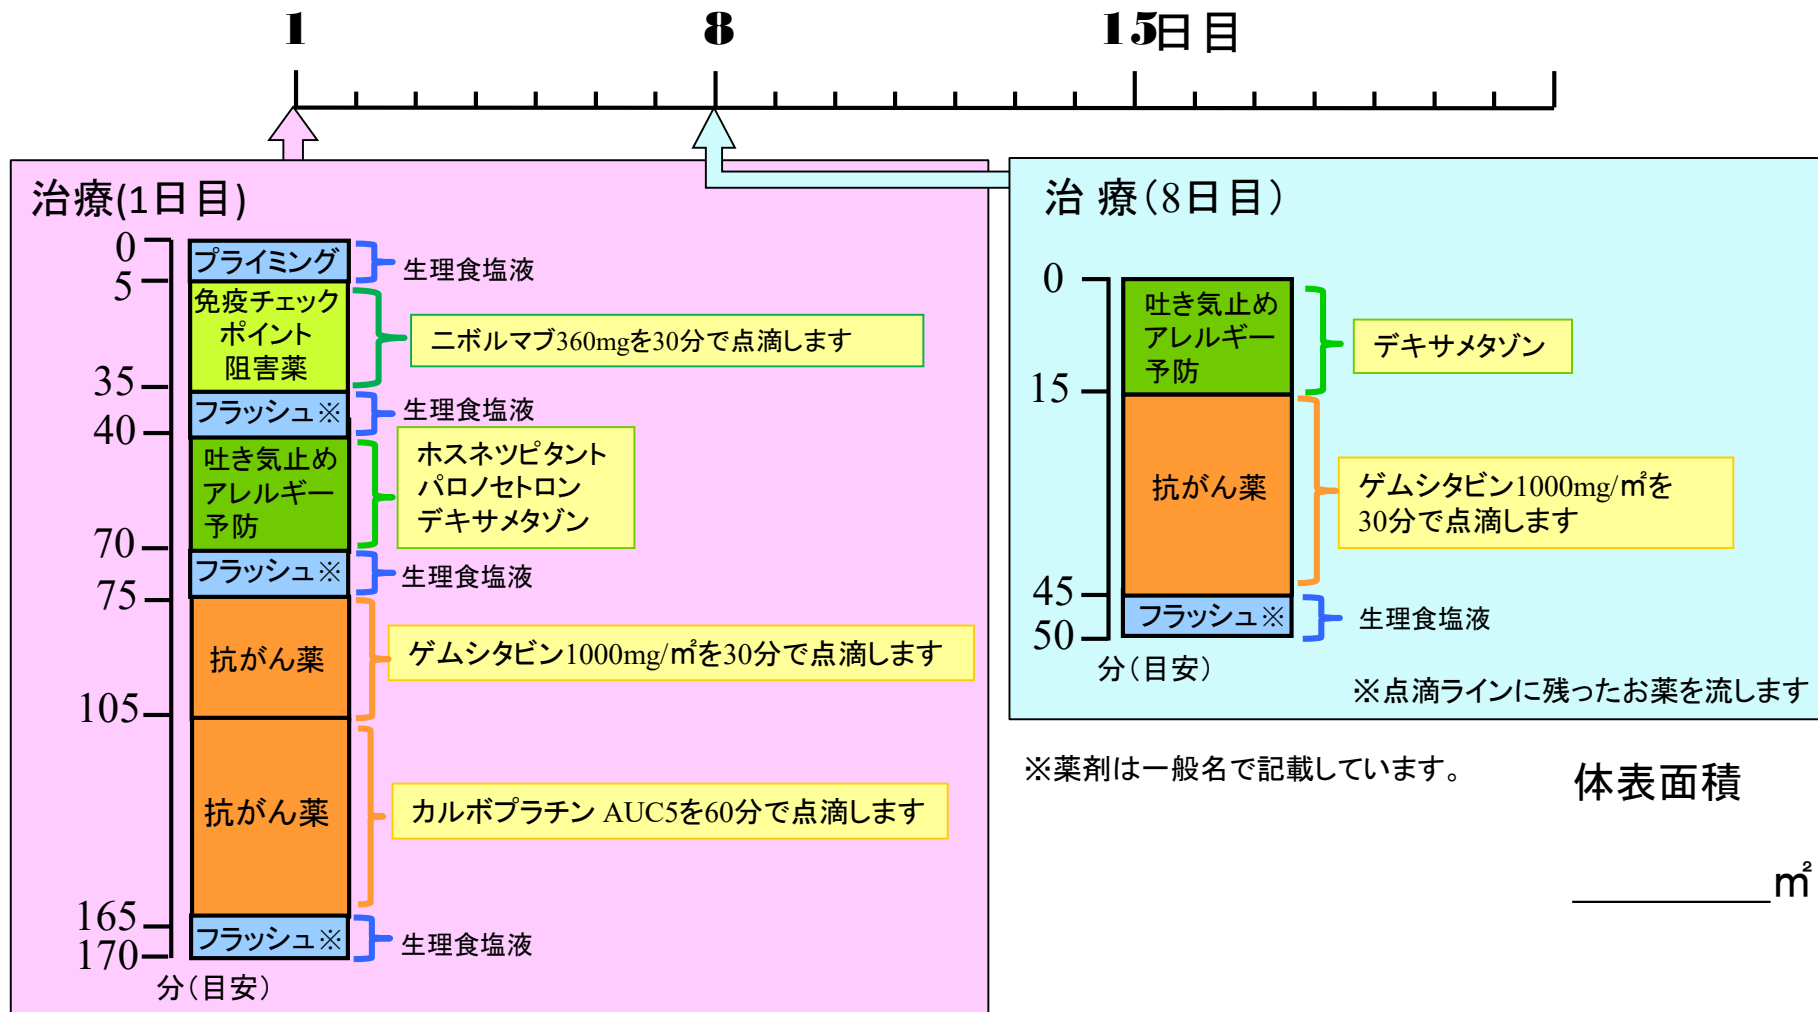 1 8 15日目
治療(1日目)
0
プライミング
生理食塩液
5
免疫チェック
ポイント
阻害薬
ニボルマブ360mgを30分で点滴します
35
フラッシュ※
生理食塩液
40
吐き気止め
アレルギー
予防
ホスネツピタント
パロノセトロン
デキサメタゾン
70
フラッシュ※
生理食塩液
75
抗がん薬
ゲムシタビン1000mg/㎡を30分で点滴します
105
抗がん薬
カルボプラチン AUC5を60分で点滴します
165
フラッシュ※
生理食塩液
170
分(目安)
治 療(8日目)
0
吐き気止め
アレルギー
予防
デキサメタゾン
15
抗がん薬
ゲムシタビン1000mg/㎡を
30分で点滴します
45
フラッシュ※
生理食塩液
50
分(目安)
※点滴ラインに残ったお薬を流します
※薬剤は一般名で記載しています。
体表面積
㎡